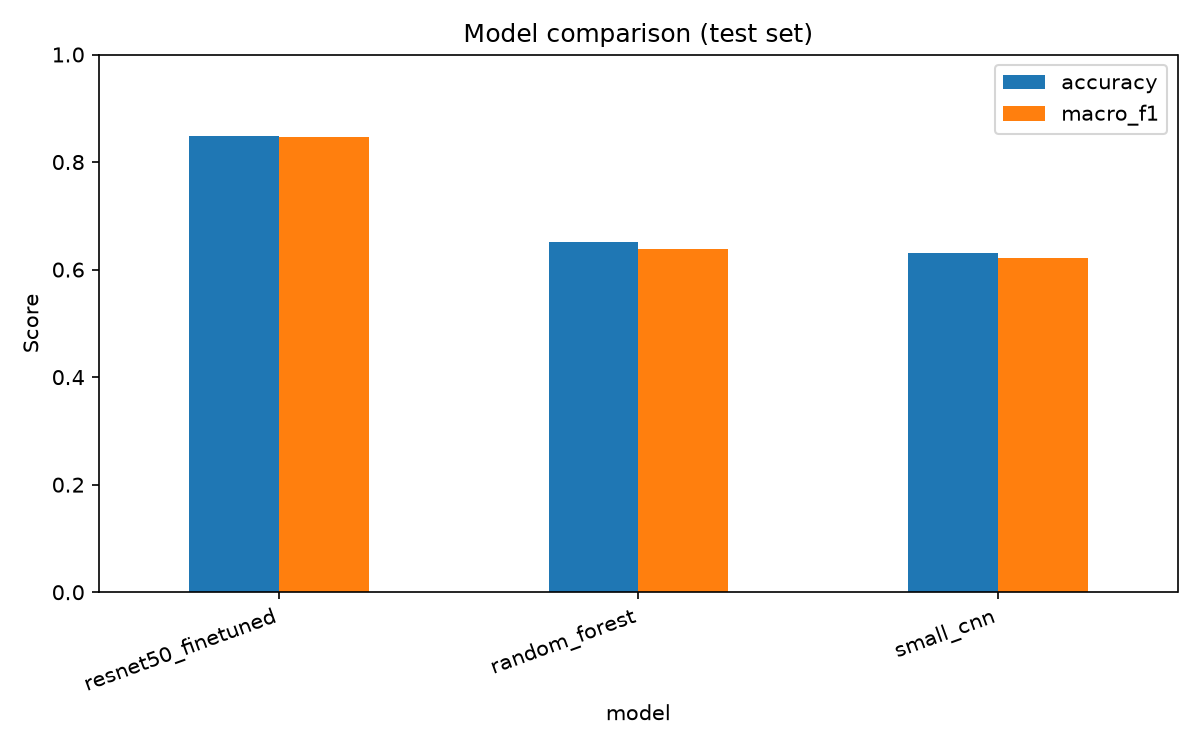 Model comparison (test set)
accuracy
macro_f1
1.0
0.8
0.6
0.4
0.2
0.0
Score
resnet50_finetuned
random_forest
small_cnn
model